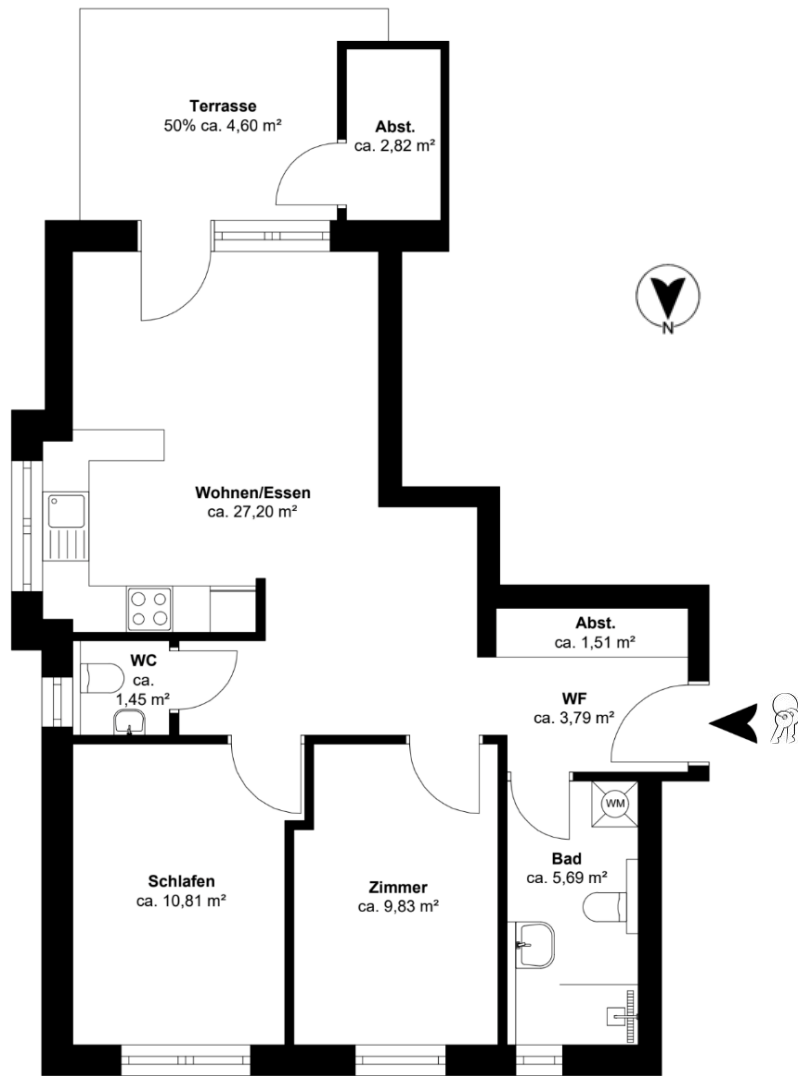 Terrasse
50% ca. 4,60 m²
Abst.
ca. 2,82 m²
N
Wohnen/Essen
ca. 27,20 m²
Abst.
ca. 1,51 m²
WC
ca.
1,45 m²
WF
ca. 3,79 m²
WM
Bad
ca. 5,69 m²
Schlafen
ca. 10,81 m²
Zimmer
ca. 9,83 m²